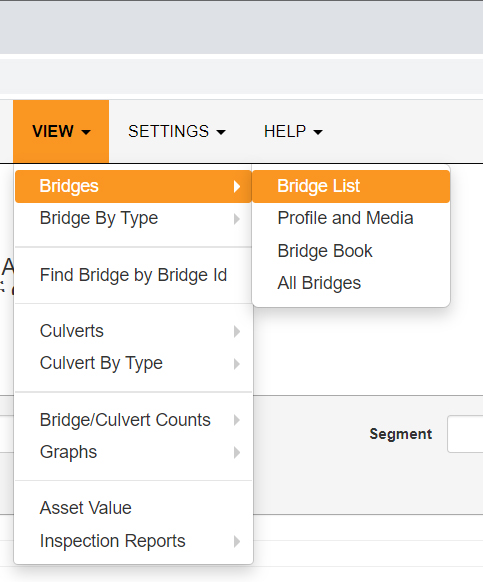 VIEW
SETTINGS
HELP
Bridges
Bridge By Type
Find Bridge by Bridge Id
Culverts
Culvert By Type
Bridge/Culvert Counts
Graphs
Asset Value
Inspection Reports
Bridge List
Profile and Media
Bridge Book
All Bridges
A
Segment